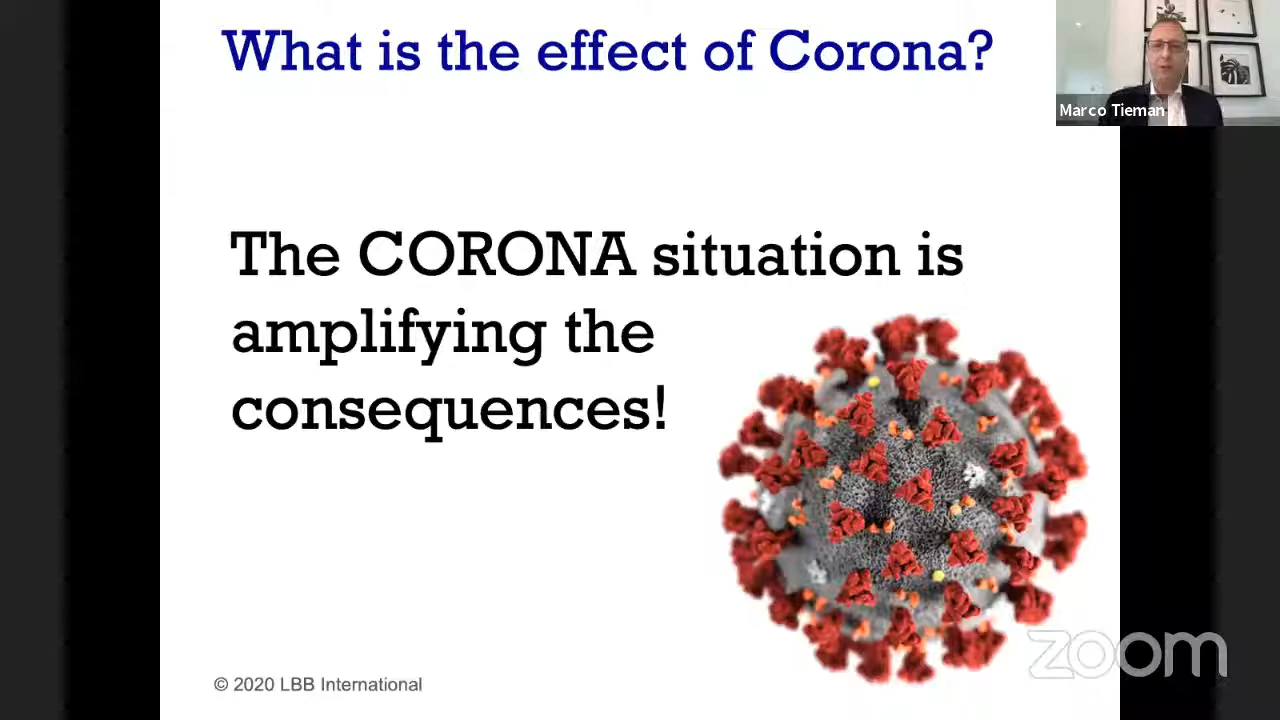 What is the effect of Corona?
Marco Tieman
The CORONA situation is
amplifying the
consequences!
zoom
© 2020 LBB International